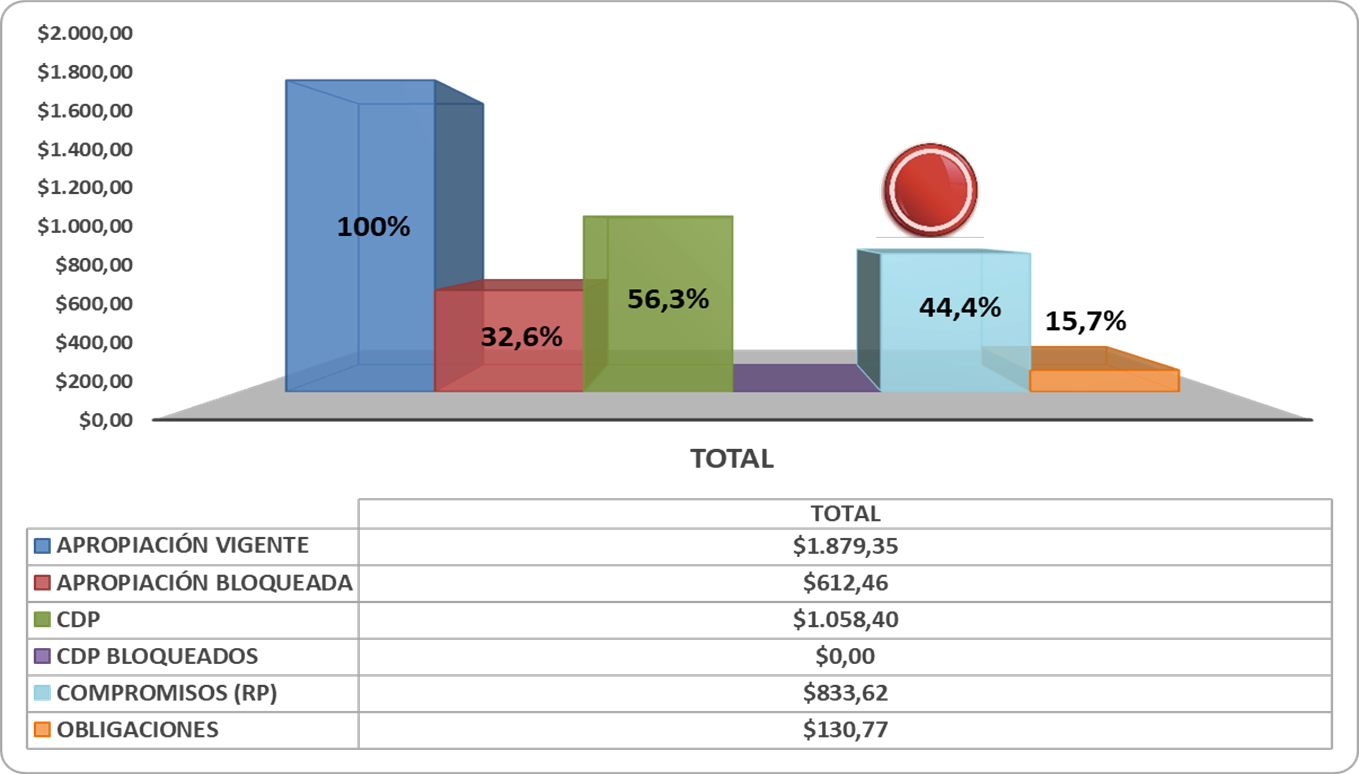 $2.000,00
$1.800,00
$1.600,00
$1.400,00
$1.200,00
$1.000,00
$800,00
$600,00
$400,00
$200,00
$0,00
100%
32,6%
56,3%
44,4%
15,7%
TOTAL
TOTAL
APROPIACIÓN VIGENTE $1.879,35
APROPIACIÓN BLOQUEADA $612,46
CDP $1.058,40
CDP BLOQUEADOS $0,00
COMPROMISOS (RP) $833,62
OBLIGACIONES $130,77